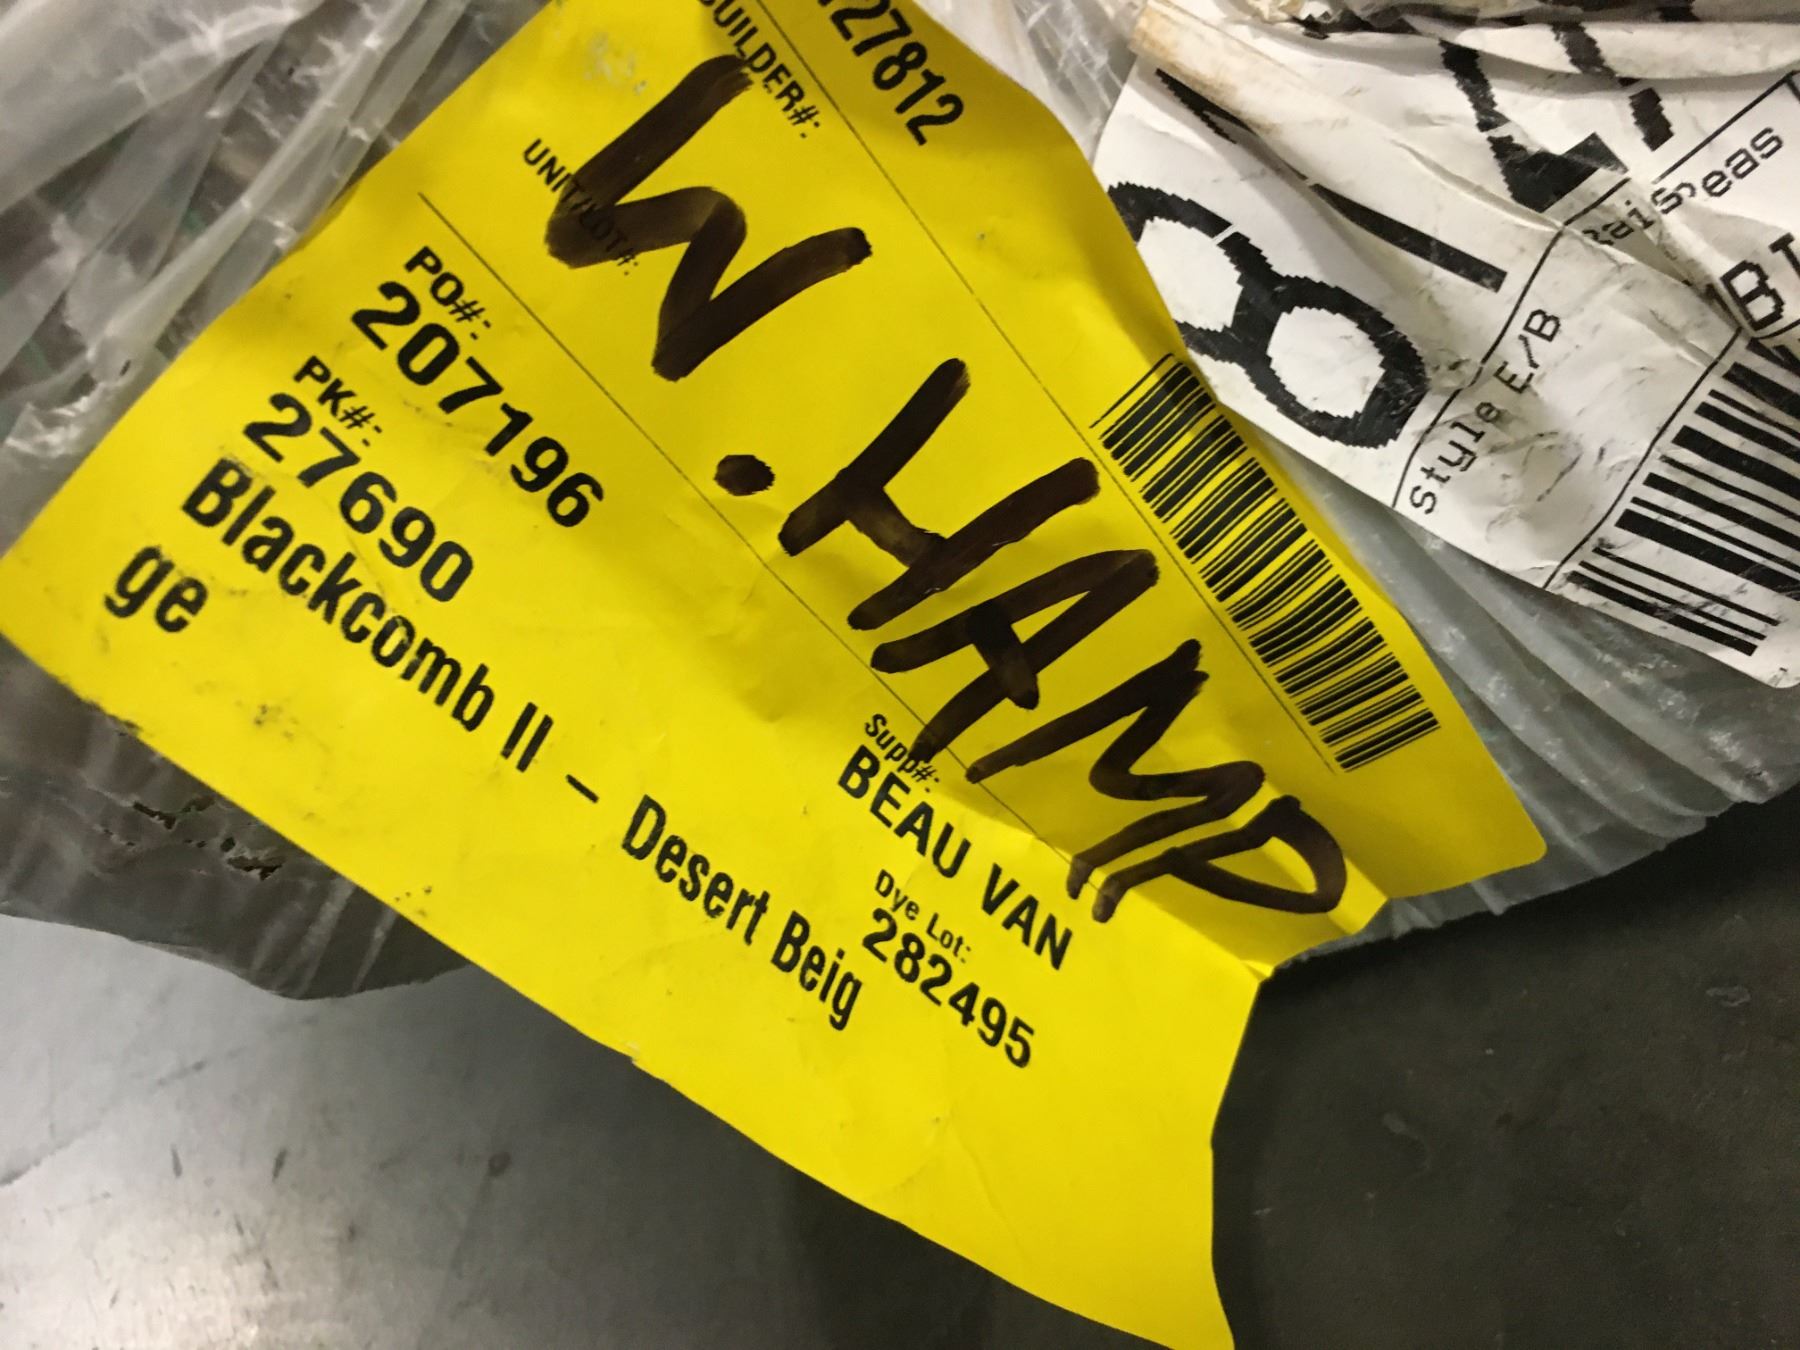 27812
BUILDER#:
UNIT/LOT#:
W.HAMP
PO#:
207196
Supp#:
BEAU VAN
PK#:
27690
Dye Lot:
282495
Blackcomb II - Desert Beig
ge
Style E/B